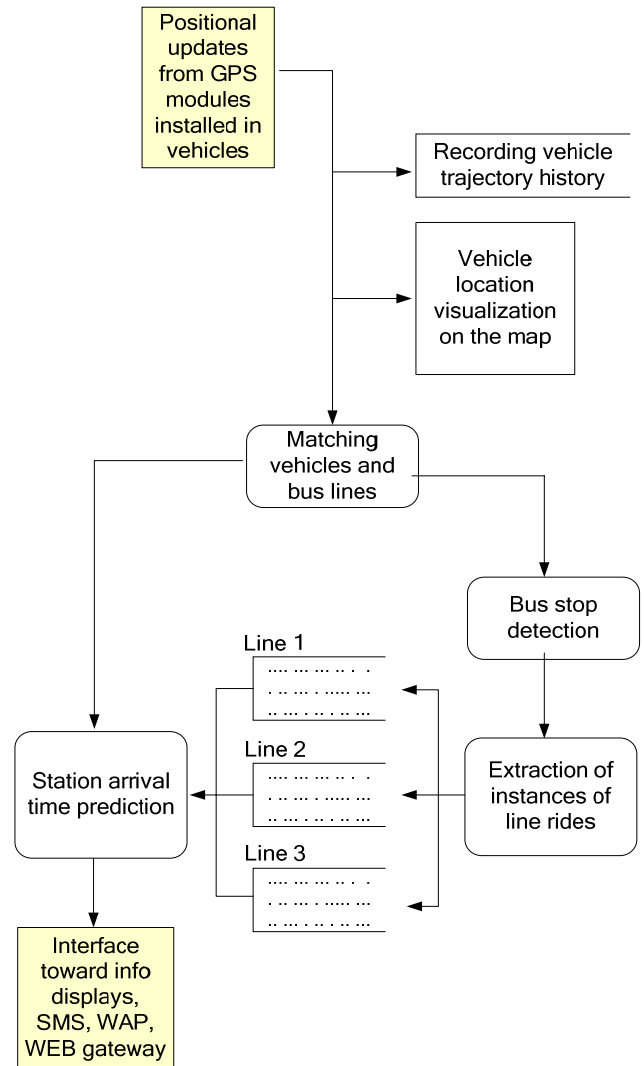 Positional
updates
from GPS
modules
installed in
vehicles
Recording vehicle
trajectory history
Vehicle
location
visualization
on the map
Matching
vehicles and
bus lines
Bus stop
detection
Line 1
Line 2
Line 3
Station arrival
time prediction
Extraction of
instances of
line rides
Interface
toward info
displays,
SMS, WAP,
WEB gateway